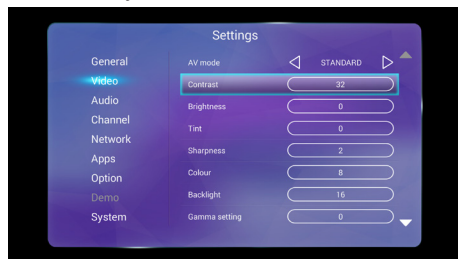 Settings
General
Video
Audio
Channel
Network
Apps
Option
Demo
System
AV mode STANDARD
Contrast 32
Brightness 0
Tint 0
Sharpness 2
Colour 8
Backlight 16
Gamma setting 0